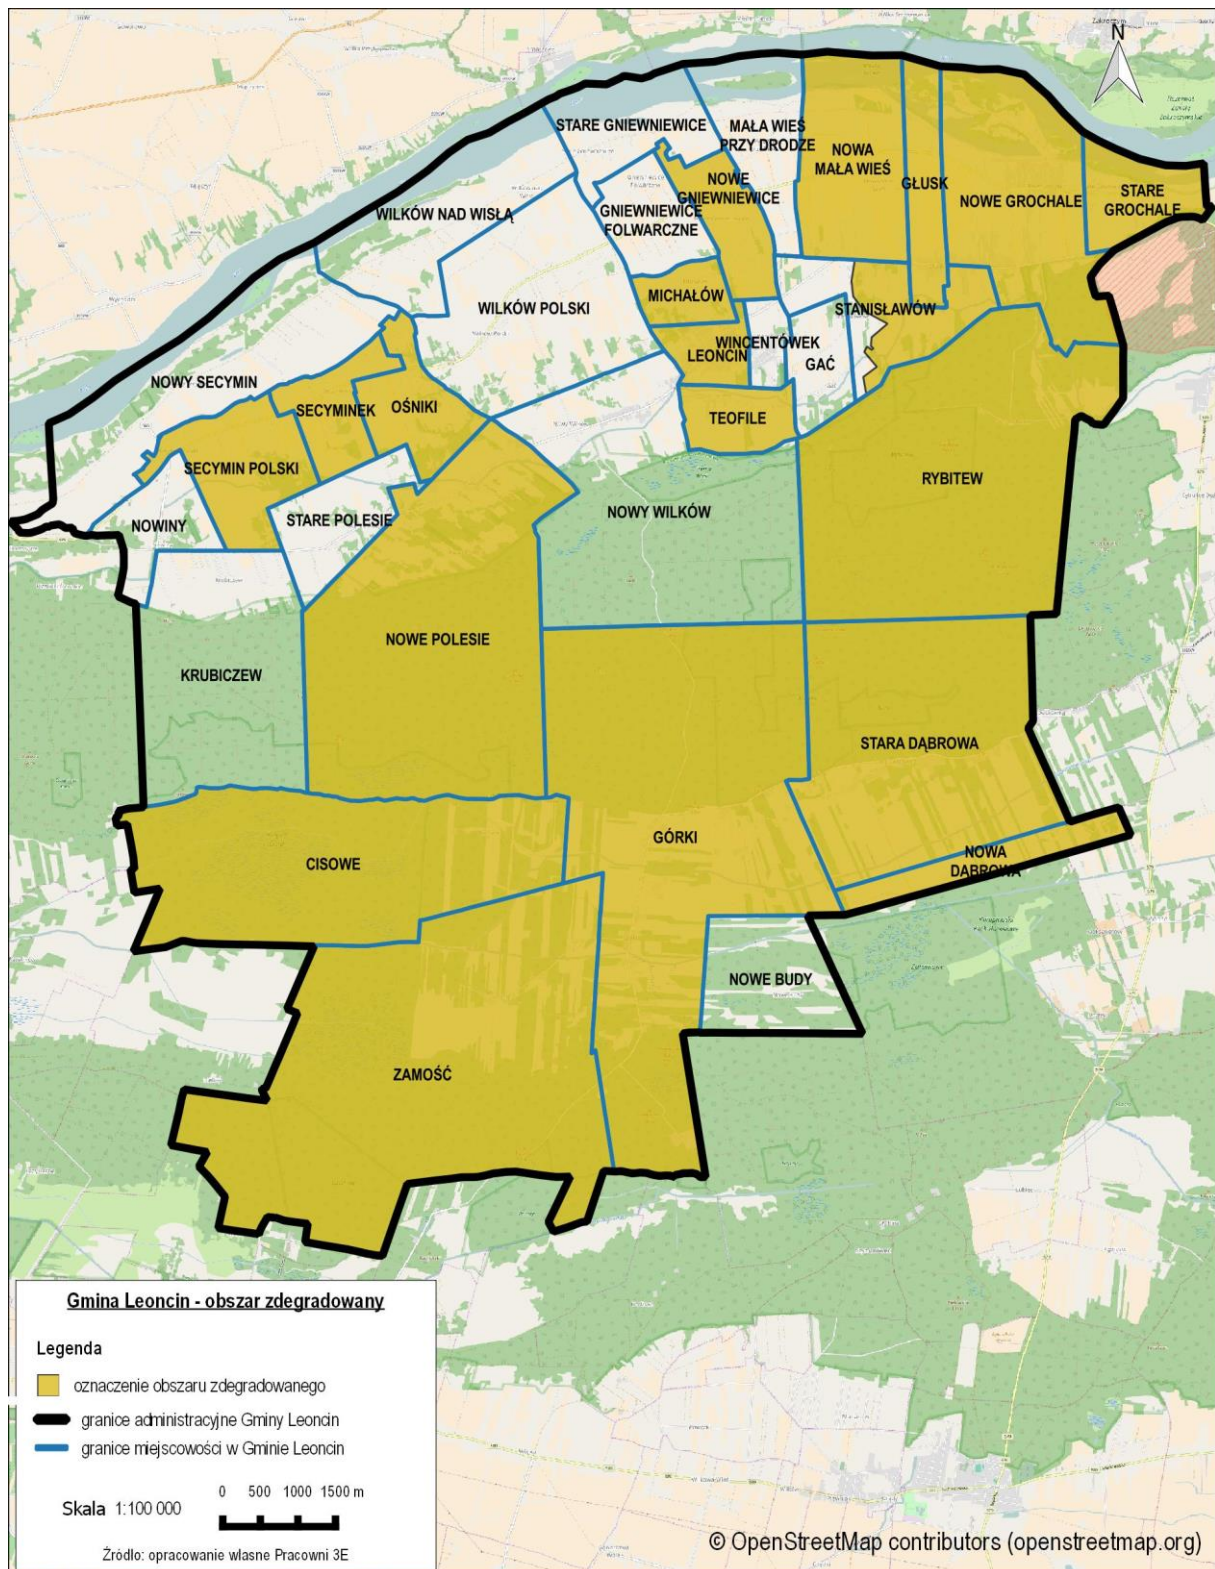 Zakroczym
N
STARE GNIEWNIEWICE
MAŁA WIEŚ
PRZY DRODZE
NOWA
MAŁA WIEŚ
GŁUSK
NOWE GROCHALE
STARE
GROCHALE
NOWE
GNIEWNIEWICE
WILKÓW NAD WISŁĄ
GNIEWNIEWICE
FOLWARCZNE
MICHAŁÓW
WILKÓW POLSKI
STANISŁAWÓW
WINCENTÓWEK
LEONCIN
GAĆ
NOWY SECYMIN
SECYMINEK
OŚNIKI
TEOFILE
SECYMIN POLSKI
RYBITEW
NOWINY
STARE POLESIE
NOWY WILKÓW
NOWE POLESIE
KRUBICZEW
STARA DĄBROWA
GÓRKI
CISOWE
NOWA
DĄBROWA
NOWE BUDY
ZAMOŚĆ
Gmina Leoncin - obszar zdegradowany
Legenda
oznaczenie obszaru zdegradowanego
granice administracyjne Gminy Leoncin
granice miejscowości w Gminie Leoncin
Skala 1:100 000
0 500 1000 1500 m
Źródło: opracowanie własne Pracowni 3E
© OpenStreetMap contributors (openstreetmap.org)